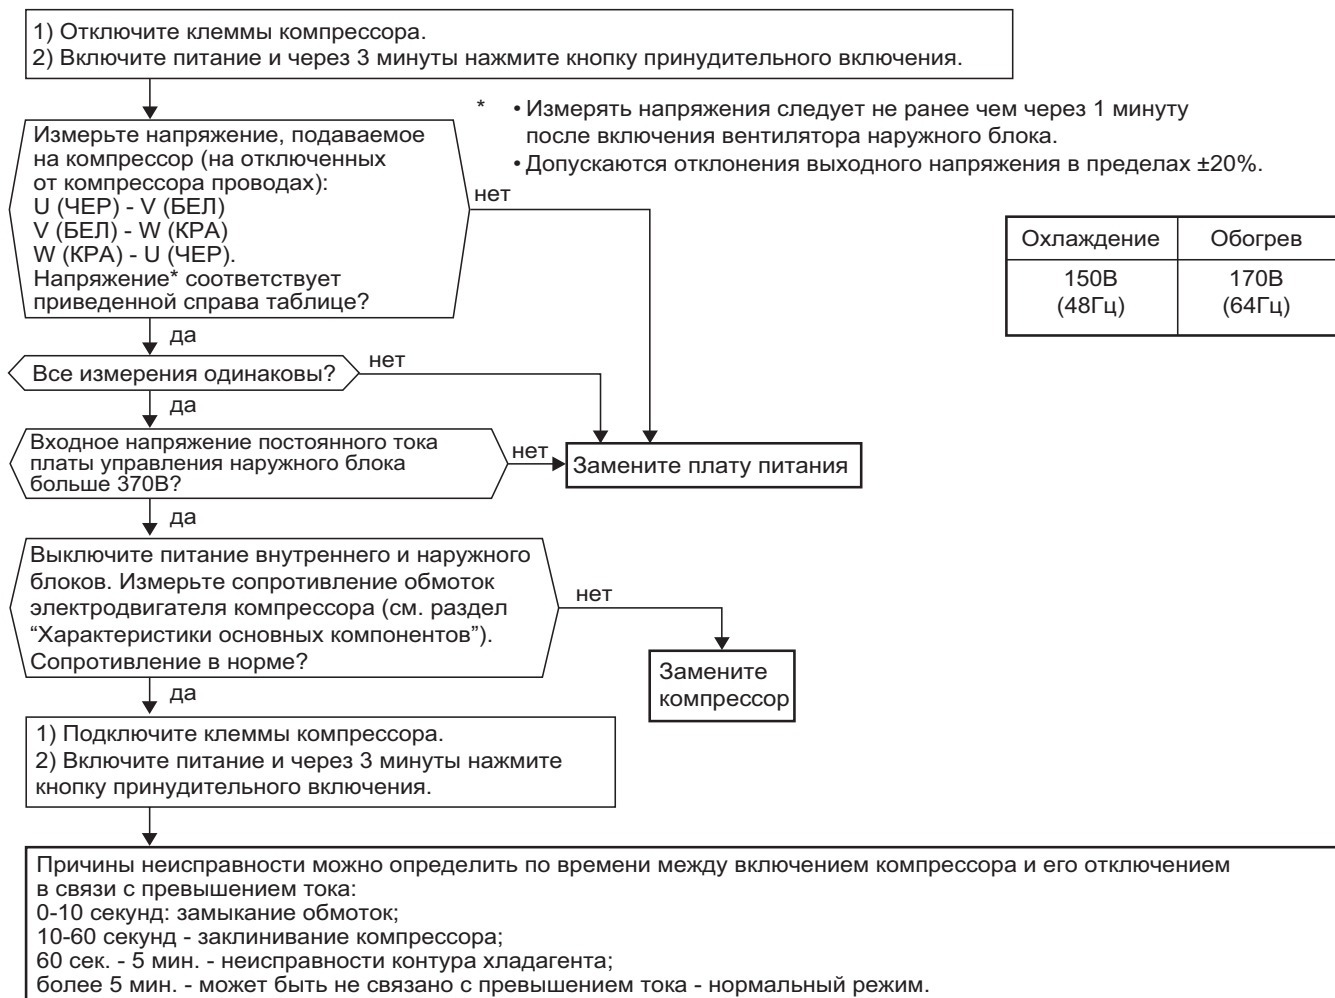 1) Отключите клеммы компрессора.
2) Включите питание и через 3 минуты нажмите кнопку принудительного включения.
* • Измерять напряжения следует не ранее чем через 1 минуту
после включения вентилятора наружного блока.
• Допускаются отклонения выходного напряжения в пределах ±20%.
Измерьте напряжение, подаваемое
на компрессор (на отключенных
от компрессора проводах):
U (ЧЕР) - V (БЕЛ)
V (БЕЛ) - W (КРА)
W (КРА) - U (ЧЕР).
Напряжение* соответствует
приведенной справа таблице?
нет
Охлаждение Обогрев
150В 170В
(48Гц) (64Гц)
да
Все измерения одинаковы?
нет
да
Входное напряжение постоянного тока
платы управления наружного блока
больше 370В?
нет
Замените плату питания
да
Выключите питание внутреннего и наружного
блоков. Измерьте сопротивление обмоток
электродвигателя компрессора (см. раздел
“Характеристики основных компонентов”).
Сопротивление в норме?
нет
Замените
компрессор
да
1) Подключите клеммы компрессора.
2) Включите питание и через 3 минуты нажмите
кнопку принудительного включения.
Причины неисправности можно определить по времени между включением компрессора и его отключением
в связи с превышением тока:
0-10 секунд: замыкание обмоток;
10-60 секунд - заклинивание компрессора;
60 сек. - 5 мин. - неисправности контура хладагента;
более 5 мин. - может быть не связано с превышением тока - нормальный режим.